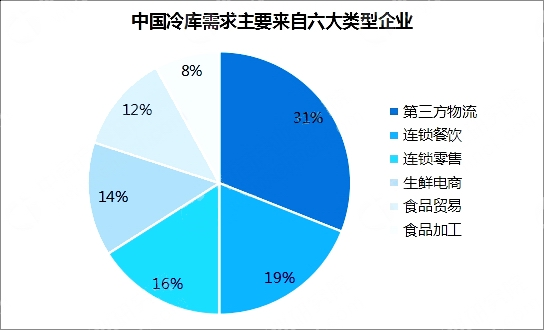 中国冷库需求主要来自六大类型企业
8%
31%
12%
14%
16%
19%
第三方物流
连锁餐饮
连锁零售
生鲜电商
食品贸易
食品加工